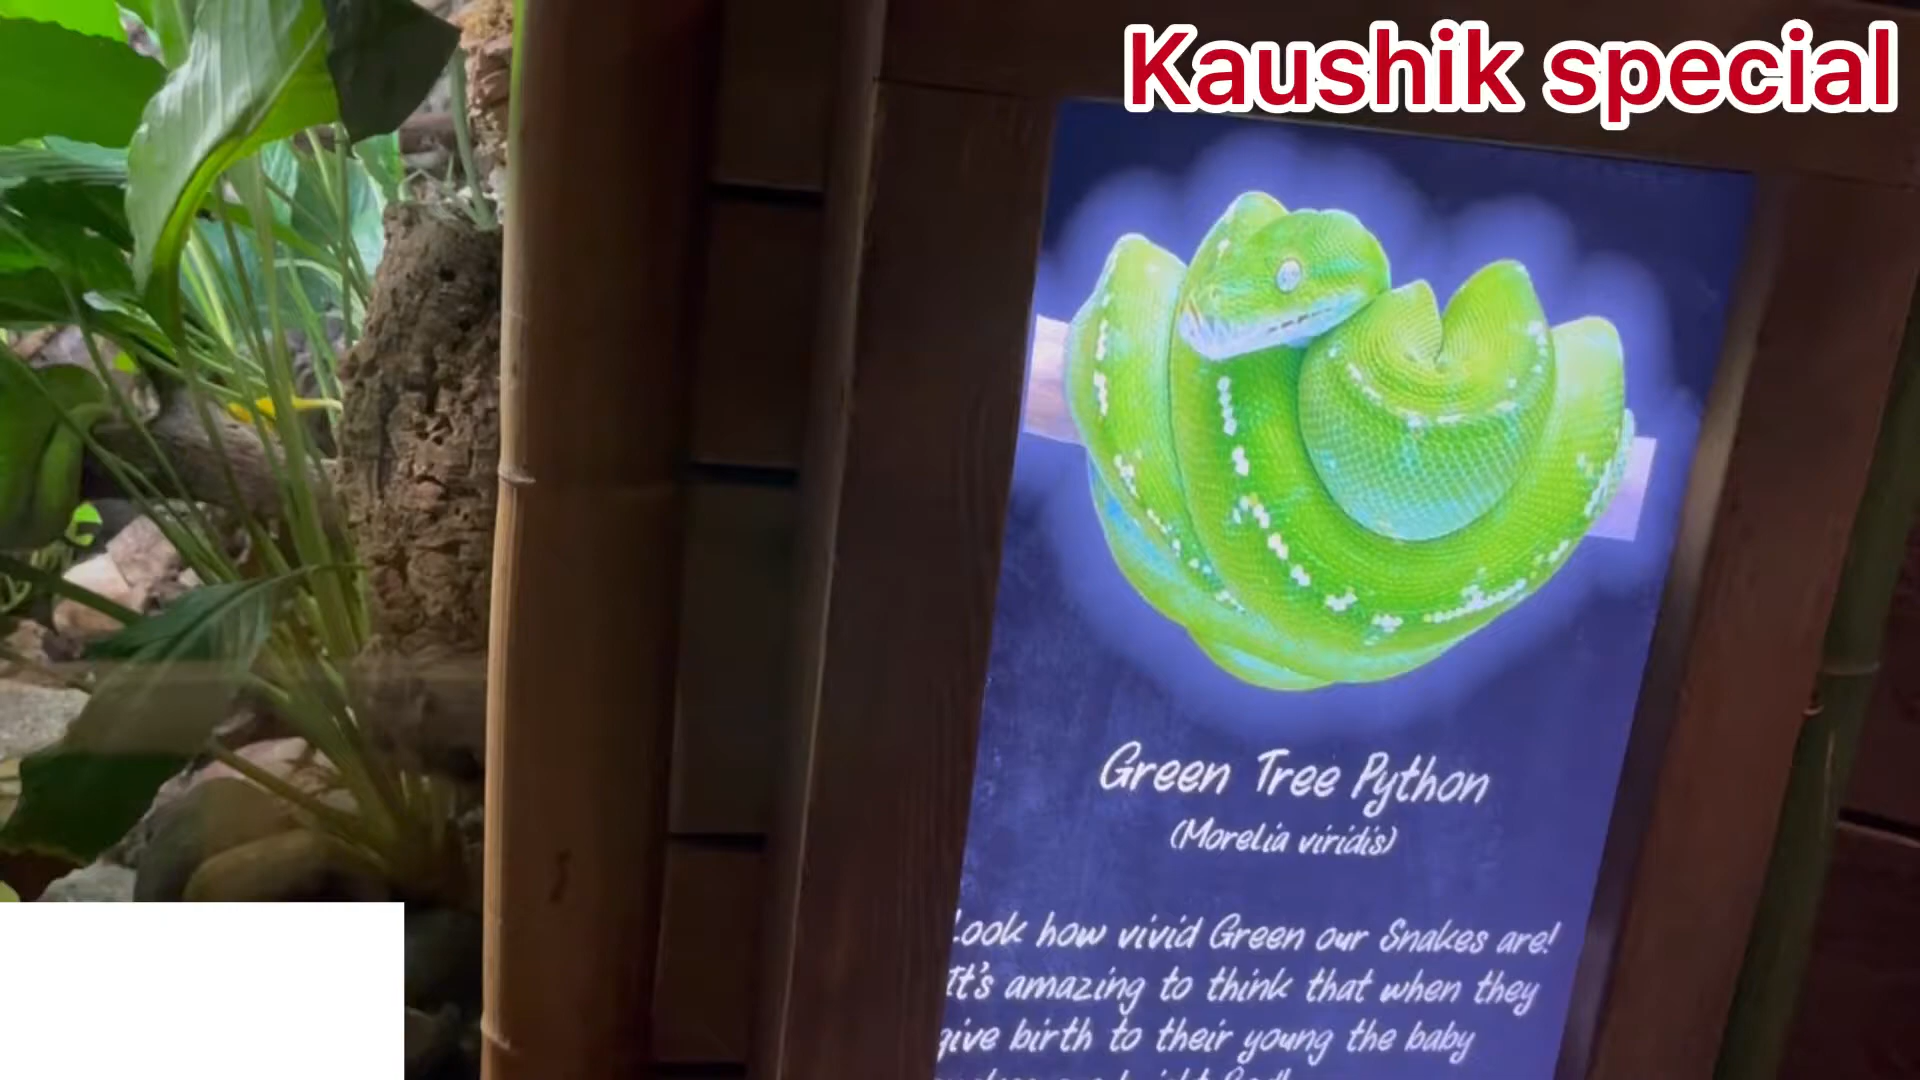 Kaushik special
Green Tree Python
(Morelia viridis)
Look how vivid Green our Snakes are!
It's amazing to think that when they
give birth to their young the baby